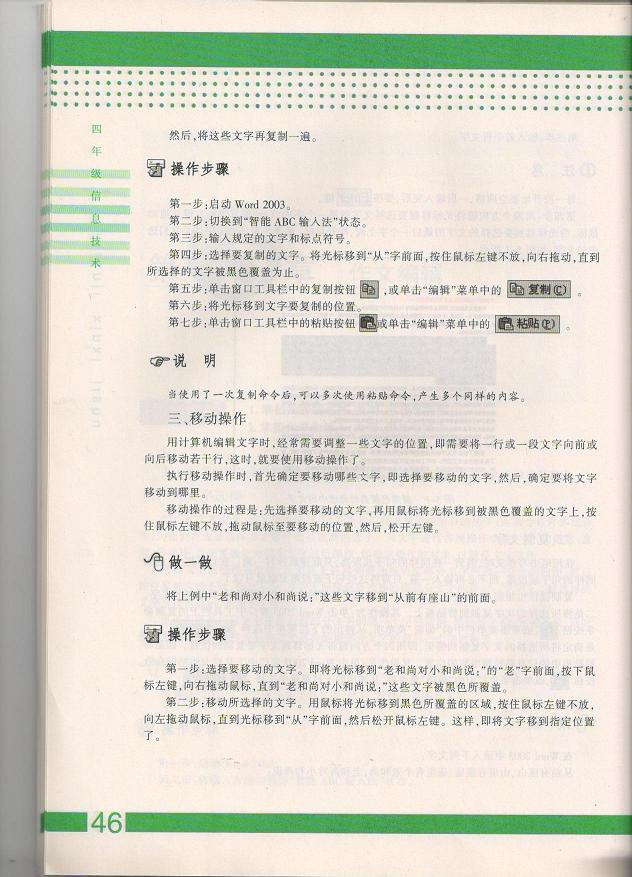 四年级信息技术
然后,将这些文字再复制一遍。
操作步骤
第一步:启动 Word 2003。
第二步:切换到“智能 ABC 输入法”状态。
第三步:输入规定的文字和标点符号。
第四步:选择要复制的文字。将光标移到“从”字前面,按住鼠标左键不放,向右拖动,直到
所选择的文字被黑色覆盖为止。
第五步:单击窗口工具栏中的复制按钮 ,或单击“编辑”菜单中的 复制(C) 。
第六步:将光标移到文字要复制的位置。
第七步:单击窗口工具栏中的粘贴按钮 或单击“编辑”菜单中的 粘贴(P) 。
说 明
当使用了一次复制命令后,可以多次使用粘贴命令,产生多个同样的内容。
三、移动操作
用计算机编辑文字时,经常需要调整一些文字的位置,即需要将一行或一段文字向前或
向后移动若干行,这时,就要使用移动操作了。
执行移动操作时,首先确定要移动哪些文字,即选择要移动的文字,然后,确定要将文字
移动到哪里。
移动操作的过程是:先选择要移动的文字,再用鼠标将光标移到被黑色覆盖的文字上,按
住鼠标左键不放,拖动鼠标至要移动的位置,然后,松开左键。
做一做
将上例中“老和尚对小和尚说:”这些文字移到“从前有座山”的前面。
操作步骤
第一步:选择要移动的文字。即将光标移到“老和尚对小和尚说:”的“老”字前面,按下鼠
标左键,向右拖动鼠标,直到“老和尚对小和尚说:”这些文字被黑色所覆盖。
第二步:移动所选择的文字。用鼠标将光标移到黑色所覆盖的区域,按住鼠标左键不放,
向左拖动鼠标,直到光标移到“从”字前面,然后松开鼠标左键。这样,即将文字移到指定位置
了。
46